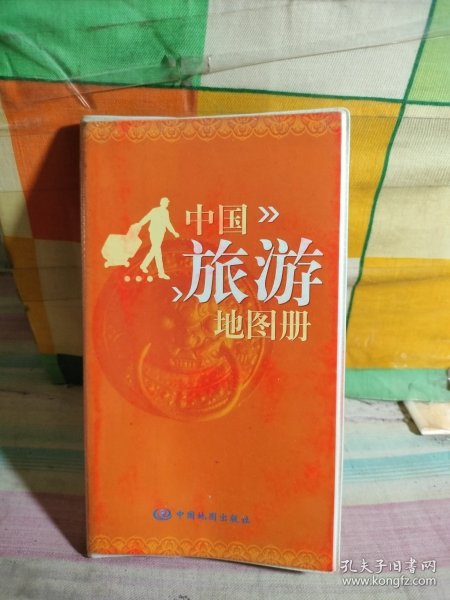 中国
旅游
地图册
中国地图出版社
孔夫子旧书网
www.kongfz.com